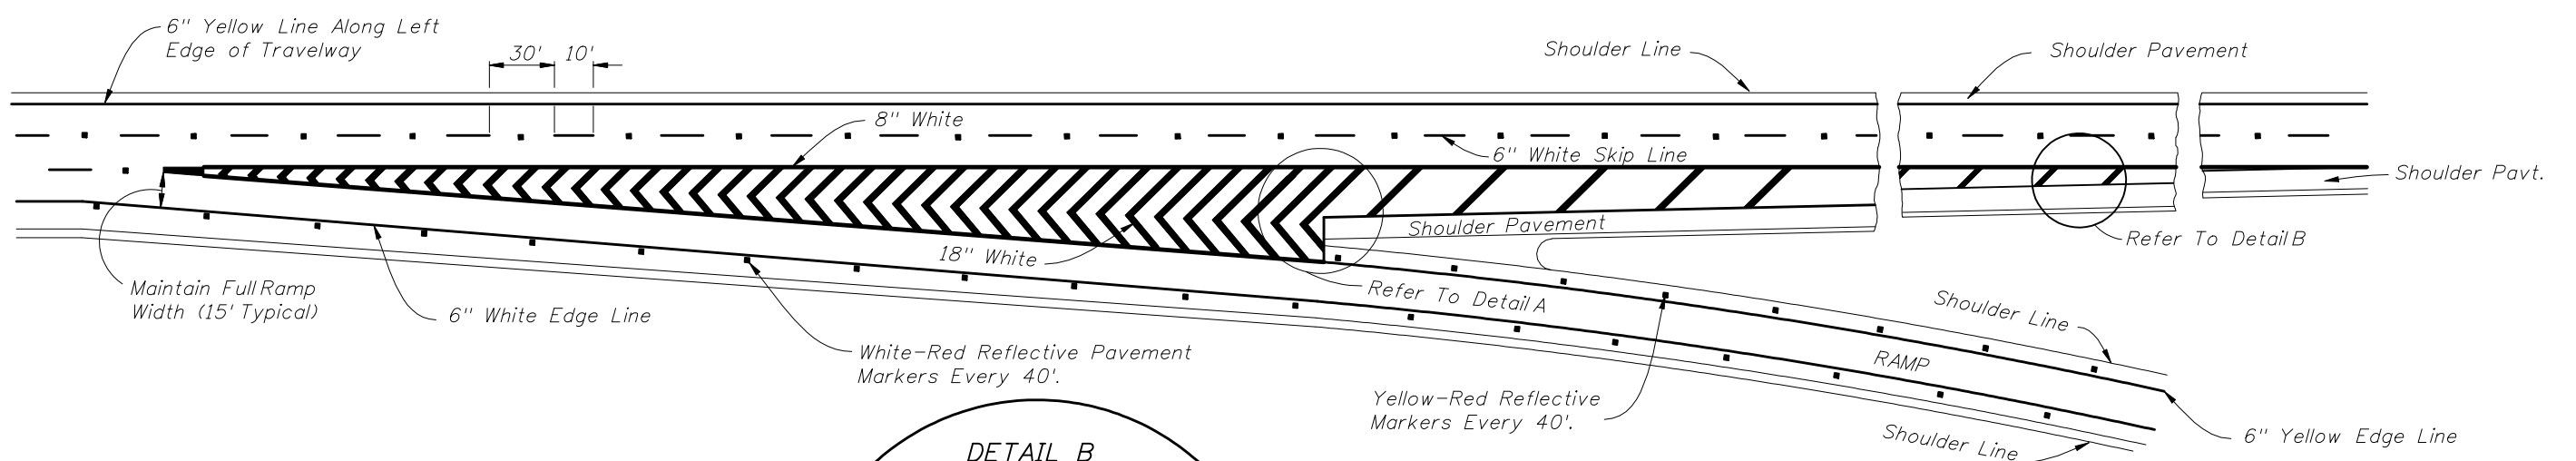 6" Yellow Line Along Left
Edge of Travelway
30' 10'
8" White
Shoulder Line
Shoulder Pavement
6" White Skip Line
Shoulder Pavt.
Shoulder Pavement
18" White
Refer To Detail B
Maintain Full Ramp
Width (15' Typical)
6" White Edge Line
Refer To Detail A
Shoulder Line
White-Red Reflective Pavement
Markers Every 40'.
RAMP
Yellow-Red Reflective
Markers Every 40'.
Shoulder Line
6" Yellow Edge Line
DETAIL B